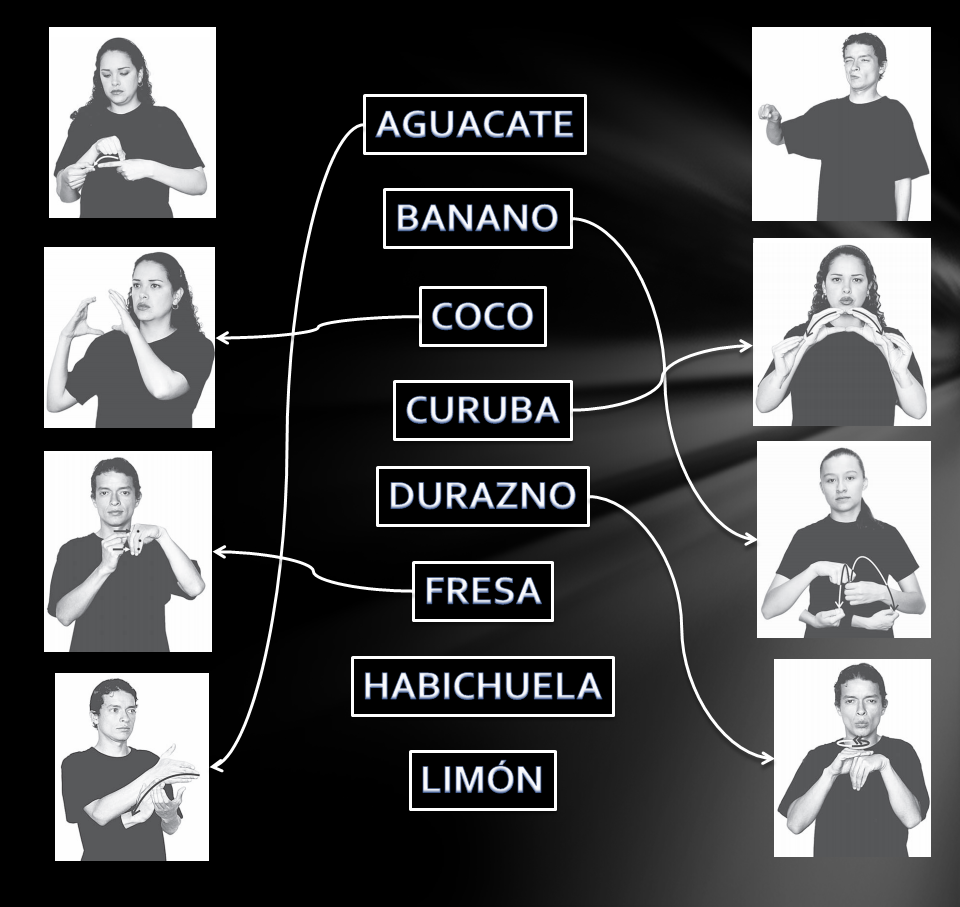 AGUACATE
BANANO
COCO
CURUBA
DURAZNO
FRESA
HABICHUELA
LIMÓN